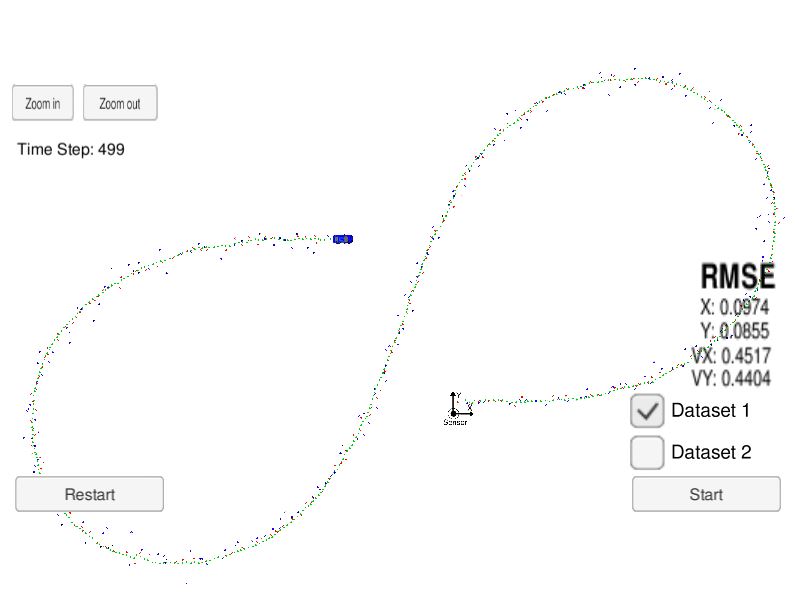 Zoom in
Zoom out
Time Step: 499
RMSE
X: 0.0974
Y: 0.0855
VX: 0.4517
VY: 0.4404
Y
X
Sensor
Dataset 1
Dataset 2
Restart
Start